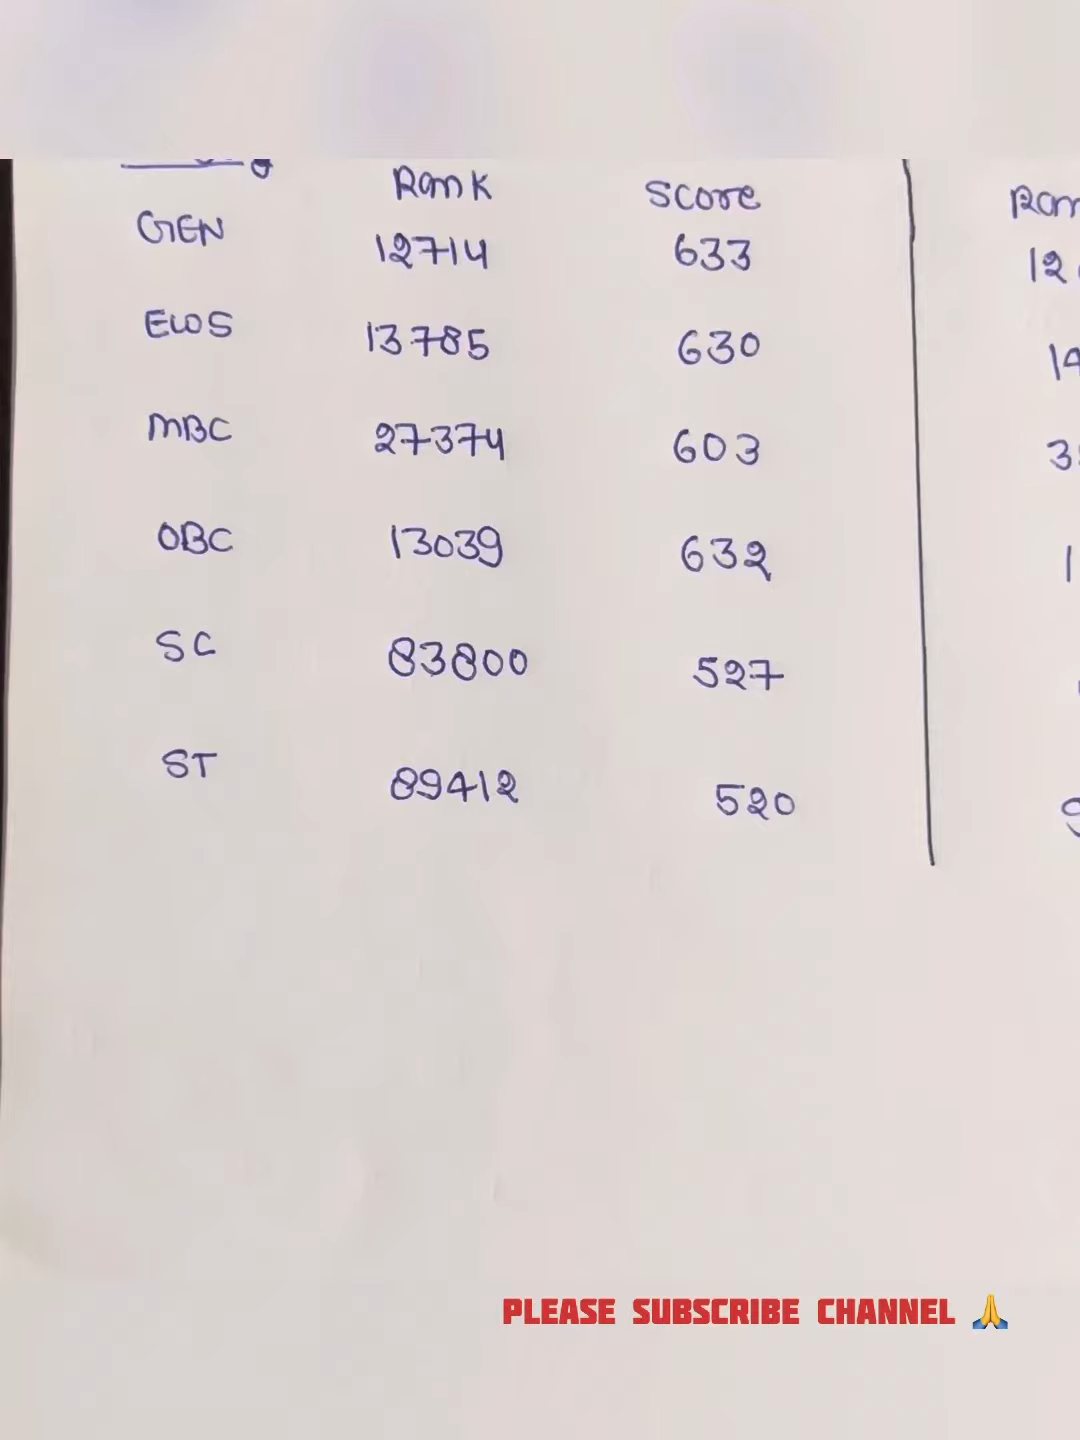 Rank Score
GEN 12714 633
EWS 13785 630
MBC 27374 603
OBC 13039 632
SC 83800 527
ST 89412 520
PLEASE SUBSCRIBE CHANNEL 🙏